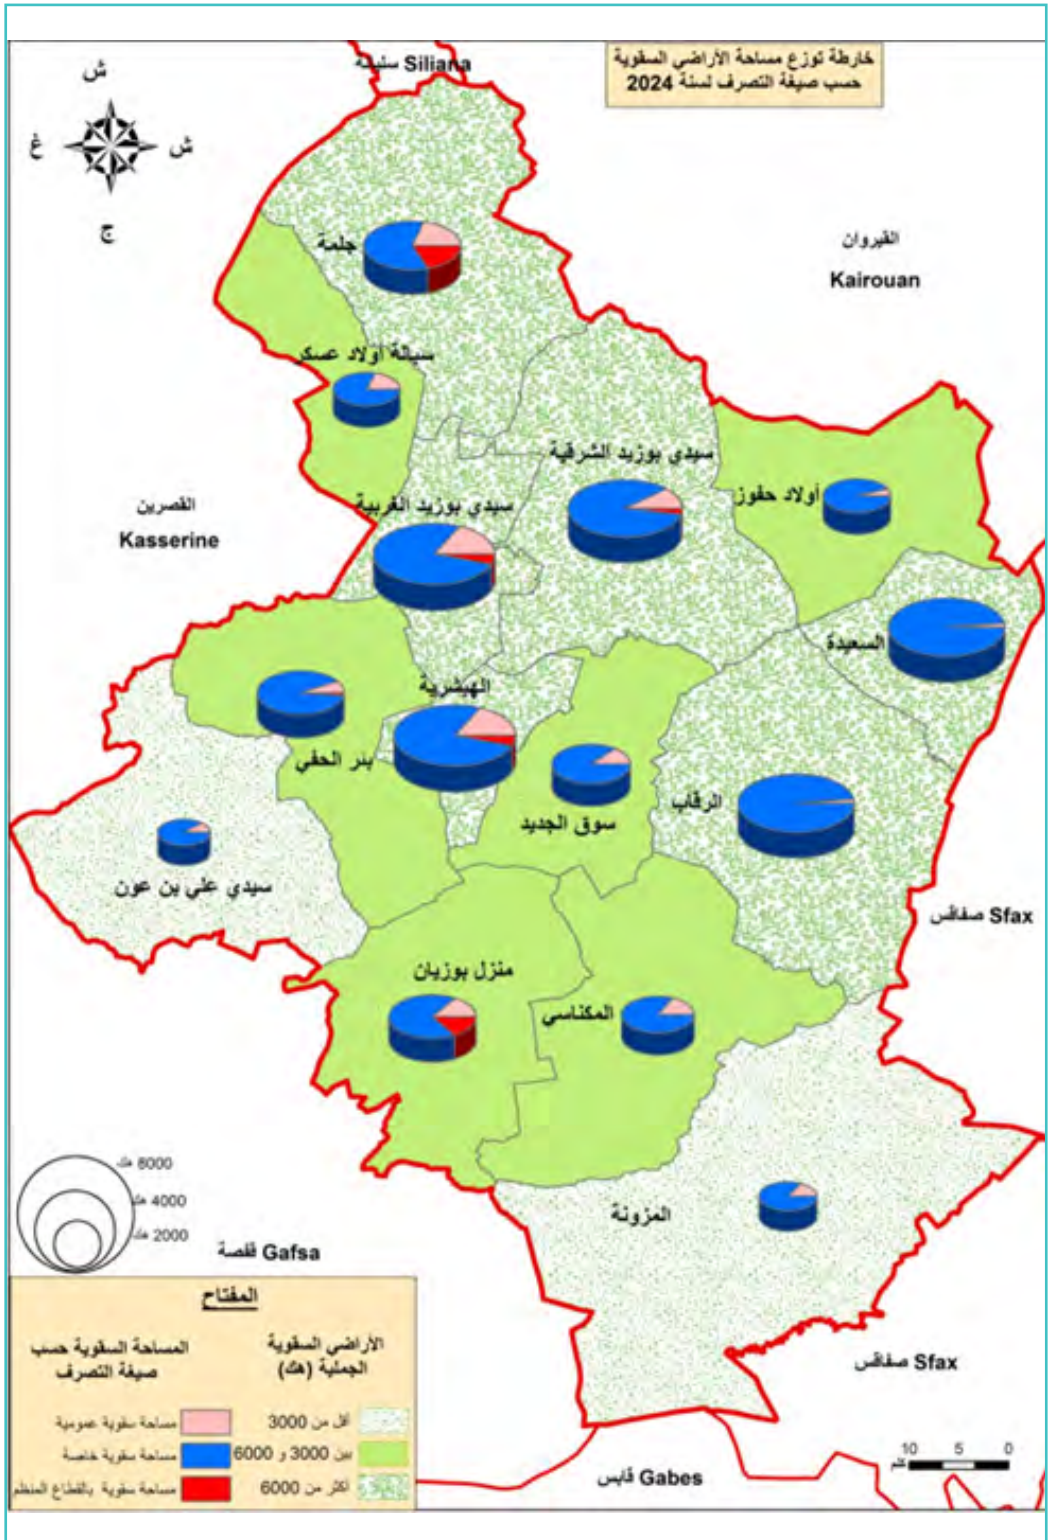 خارطة توزع مساحة الأراضي السقوية
حسب صيغة التصرف لسنة 2024
سليانة Siliana
ش
غ
ش
ج
القيروان
Kairouan
جلمة
سبالة أولاد عسكر
سيدي بوزيد الشرقية
أولاد حفوز
القصرين
Kasserine
سيدي بوزيد الغربية
السعيدة
الهيشرية
بئر الحفي
الرقاب
سوق الجديد
سيدي علي بن عون
صفاقس Sfax
منزل بوزيان
المكناسي
المزونة
8000 هك
4000 هك
2000 هك
قفصة Gafsa
صفاقس Sfax
قابس Gabes
المفتاح
الأراضي السقوية
الجملية (هك)
أقل من 3000
بين 3000 و 6000
أكثر من 6000
المساحة السقوية حسب
صيغة التصرف
مساحة سقوية عمومية
مساحة سقوية خاصة
مساحة سقوية بالقطاع المنظم
10 5 0
كلم